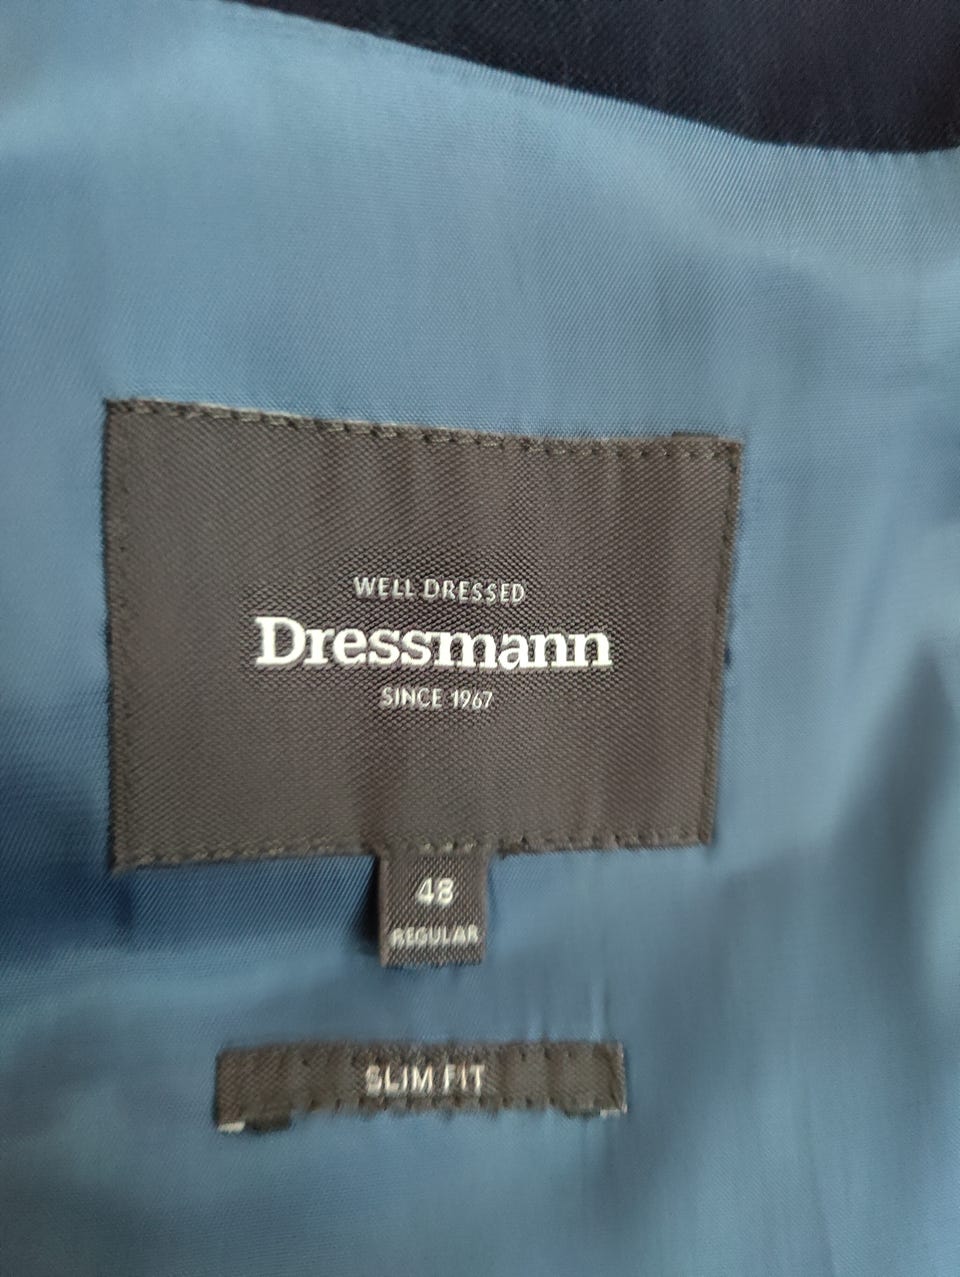 WELL DRESSED
Dressmann
SINCE 1967
48
REGULAR
SLIM FIT